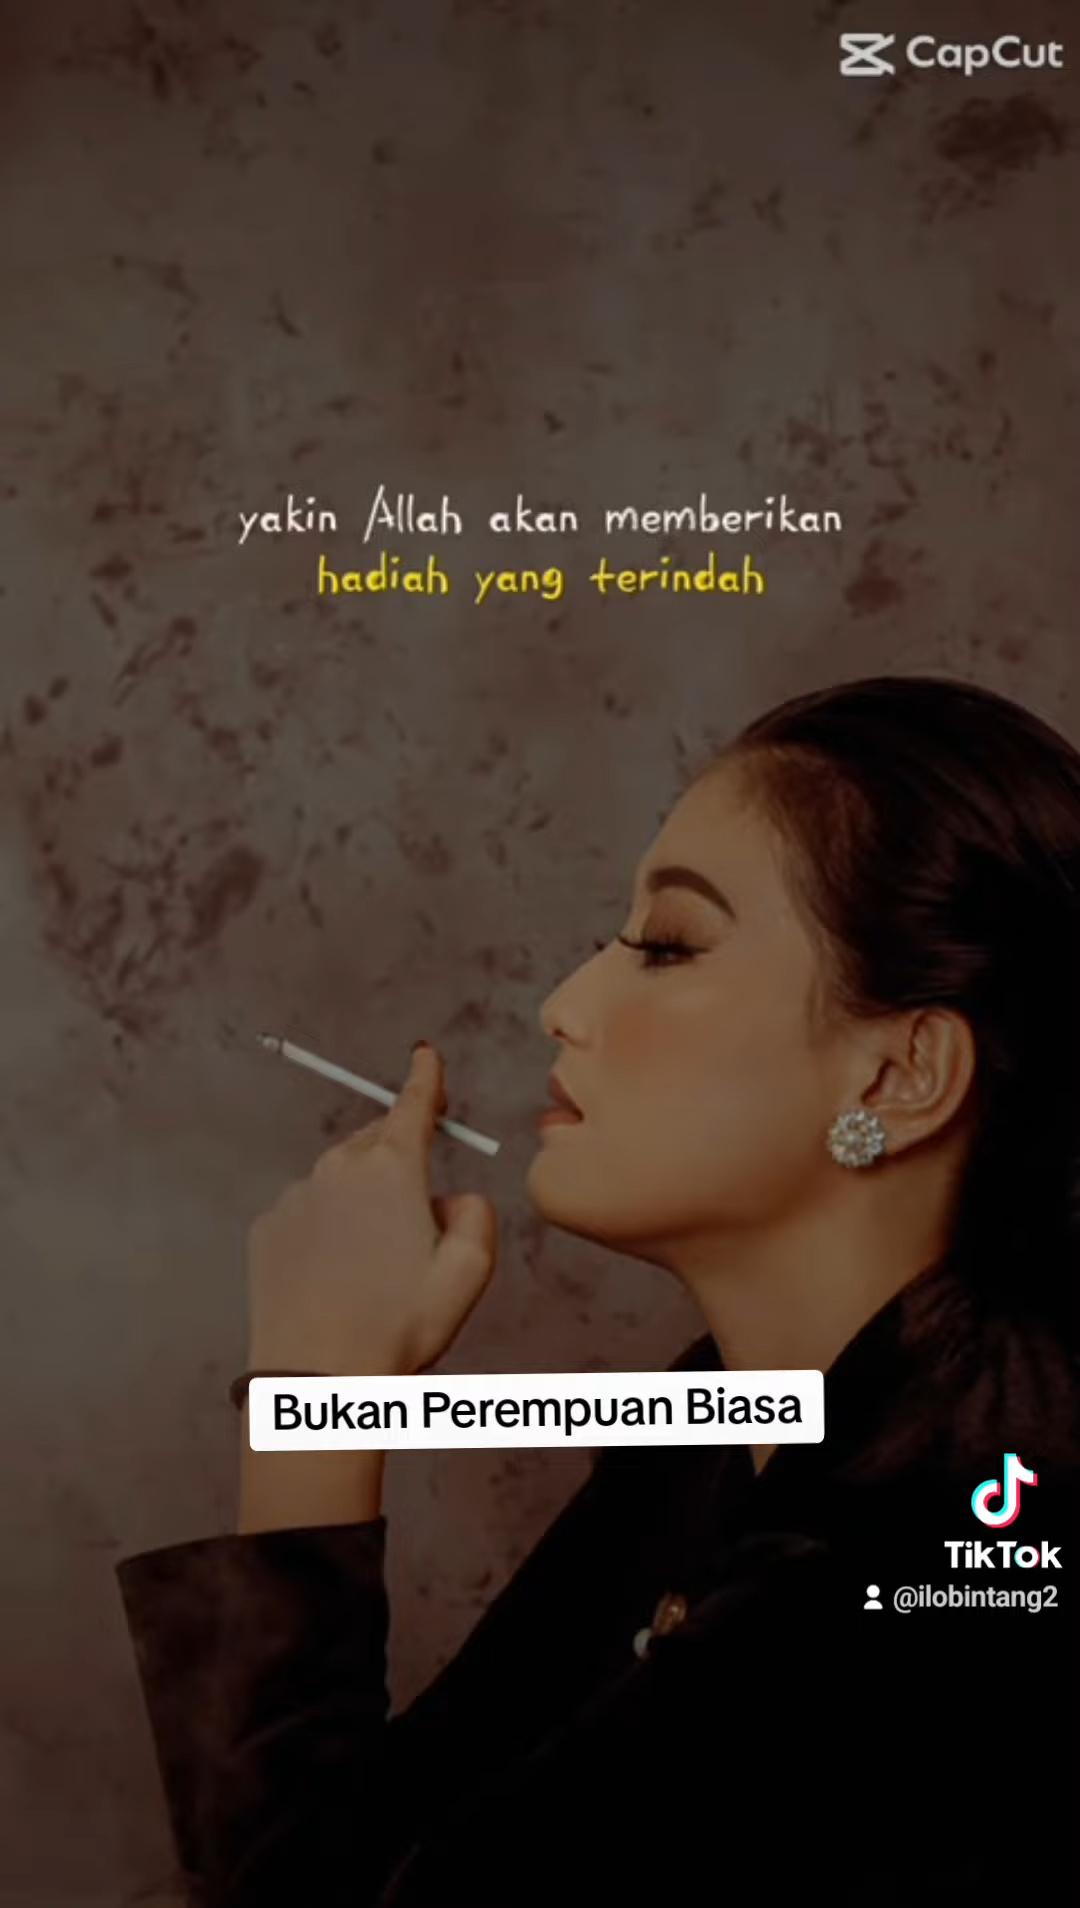 CapCut
yakin Allah akan memberikan
hadiah yang terindah
Bukan Perempuan Biasa
TikTok
@ilobintang2